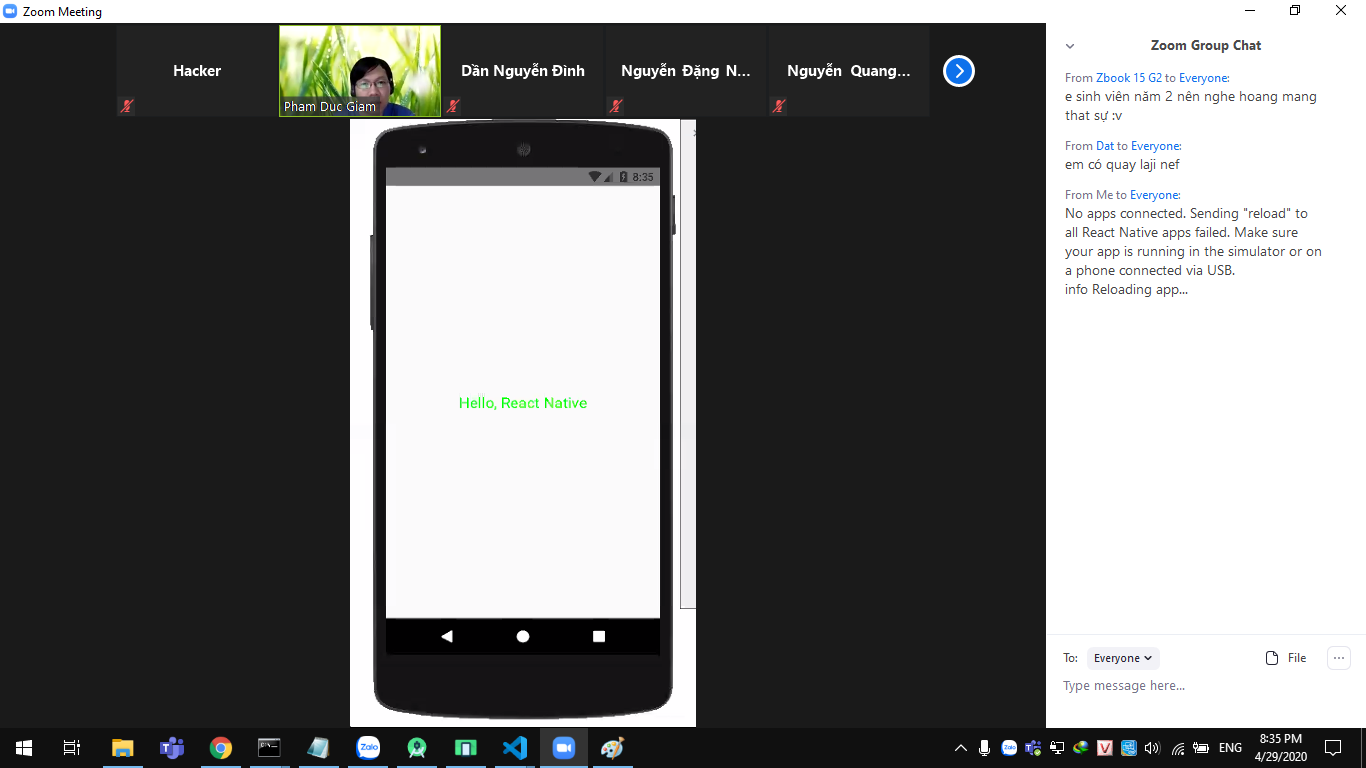 Zoom Meeting
Hacker
Pham Duc Giam
Dần Nguyễn Đình
Nguyễn Đặng N...
Nguyễn Quang...
8:35
Hello, React Native
Zoom Group Chat
From Zbook 15 G2 to Everyone:
e sinh viên năm 2 nên nghe hoang mang
that sự :v
From Dat to Everyone:
em có quay laji nef
From Me to Everyone:
No apps connected. Sending "reload" to
all React Native apps failed. Make sure
your app is running in the simulator or on
a phone connected via USB.
info Reloading app...
To: Everyone File
Type message here...
Zalo
Zalo
ENG
8:35 PM
4/29/2020